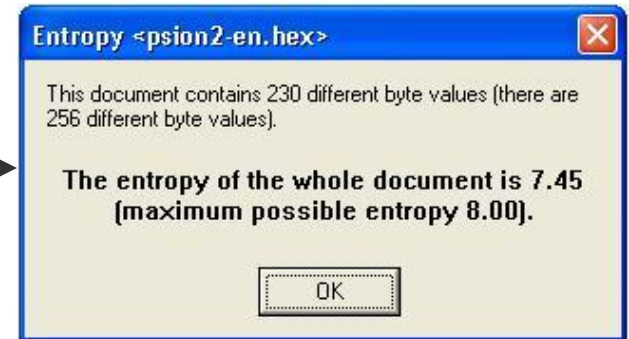 Entropy <psion2-en.hex>
This document contains 230 different byte values (there are
256 different byte values).
The entropy of the whole document is 7.45
(maximum possible entropy 8.00).
OK